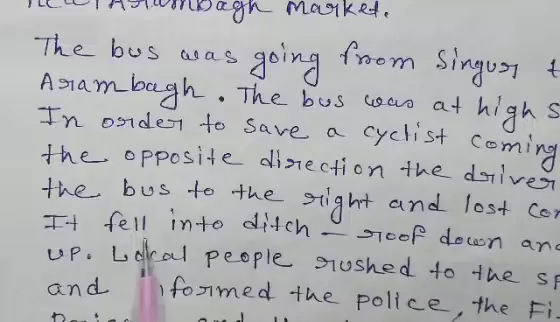 near Arambagh Market.
The bus was going from Singur
Arambagh. The bus was at high
In order to save a cyclist coming
the opposite direction the driver
the bus to the right and lost
It fell into ditch – roof down
up. Local people rushed to the
and informed the police, the
and